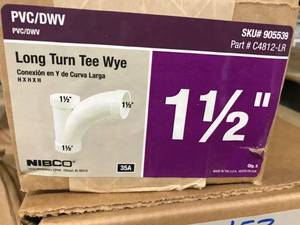 PVC/DWV
PVC/DWV
SKU# 905539
Part # C4812-LR
Long Turn Tee Wye
Conexión en Y de Curva Larga
H X H X H
1½"
1½"
1½"
1½"
NIBCO
35A